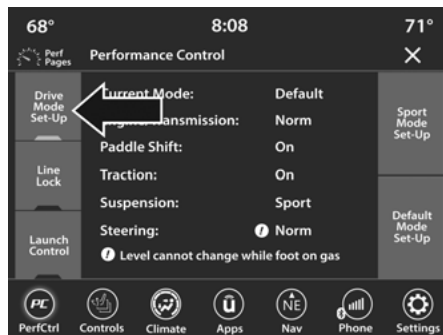 68° 8:08 71°
Perf
Pages
Performance Control
Drive
Mode
Set-Up
Line
Lock
Launch
Control
Current Mode: Default
Norm
Paddle Shift: On
Traction: On
Suspension: Sport
Steering: Norm
Level cannot change while foot on gas
Sport
Mode
Set-Up
Default
Mode
Set-Up
PC
PerfCtrl
Controls
Climate
û
Apps
NE
Nav
Phone
Settings